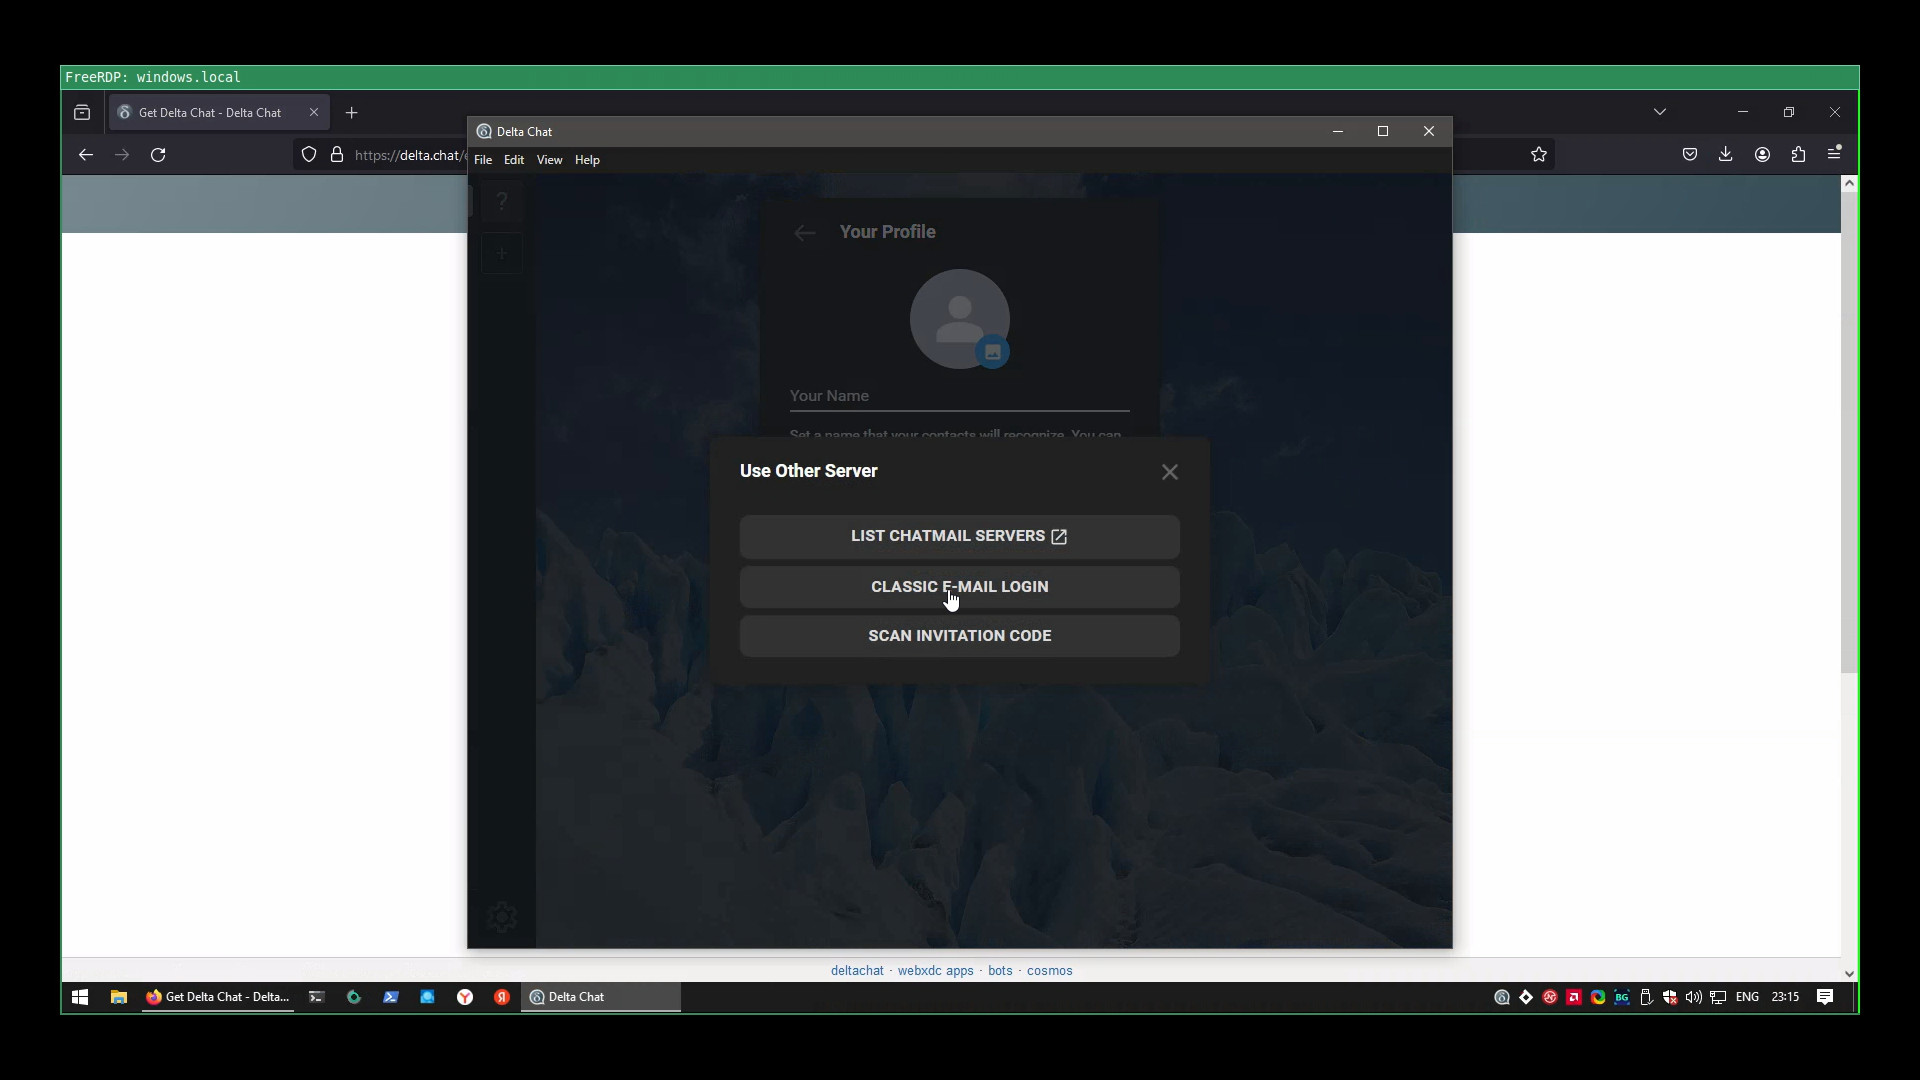 FreeRDP: windows.local
Get Delta Chat - Delta Chat
https://delta.chat/
Delta Chat
File Edit View Help
?
Your Profile
Your Name
Set a name that your contacts will recognize. You can
Use Other Server
LIST CHATMAIL SERVERS
CLASSIC E-MAIL LOGIN
SCAN INVITATION CODE
deltachat · webxdc apps · bots · cosmos
Get Delta Chat - Delta...
Y
Я
Delta Chat
BG
ENG
23:15